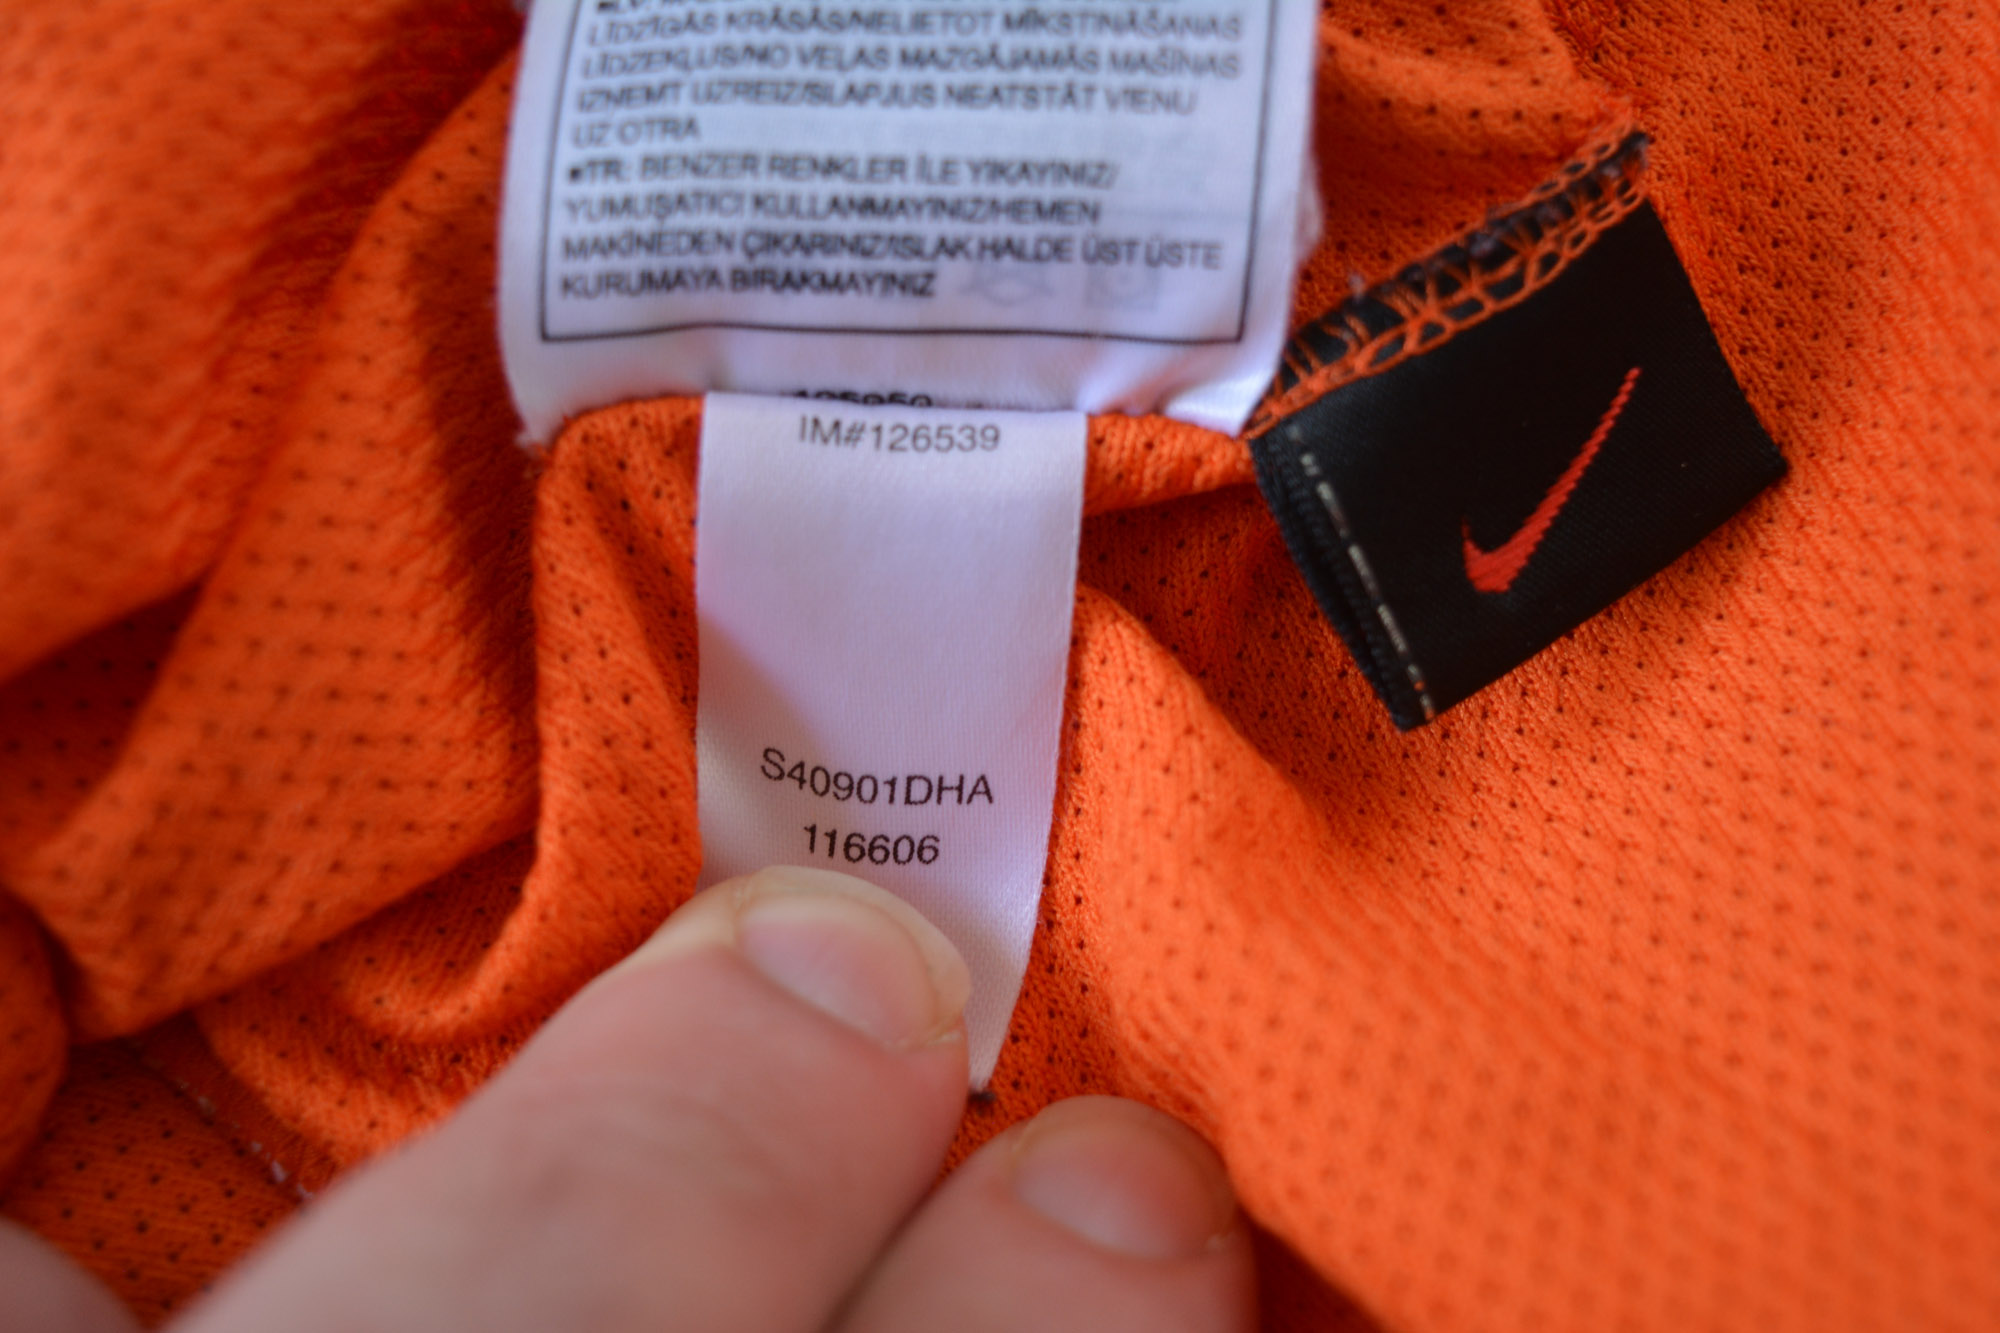 LĪDZĪGĀS KRĀSĀS/NELIETOT MĪKSTINĀŠANAS
LĪDZEKĻUS/NO VEĻAS MAZGĀJAMĀS MAŠĪNAS
IZŅEMT UZREIZ/SLAPJUS NEATSTĀT VIENU
UZ OTRA
•TR: BENZER RENKLER İLE YIKAYINIZ/
YUMUŞATICI KULLANMAYINIZ/HEMEN
MAKİNEDEN ÇIKARINIZ/ISLAK HALDE ÜST ÜSTE
KURUMAYA BIRAKMAYINIZ
IM#126539
S40901DHA
116606